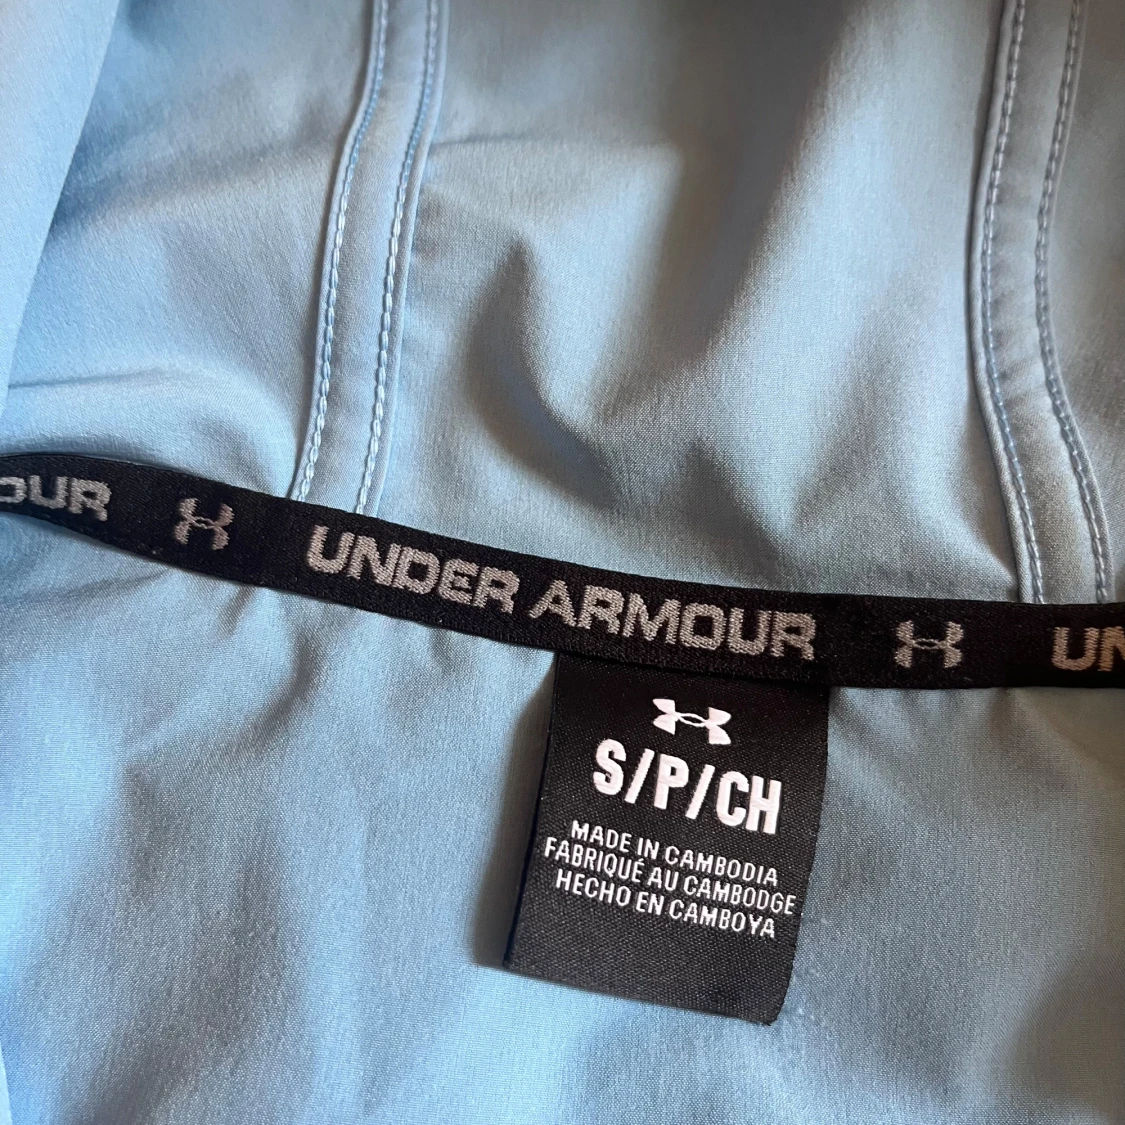 OUR UNDER ARMOUR UN
S/P/CH
MADE IN CAMBODIA
FABRIQUÉ AU CAMBODGE
HECHO EN CAMBOYA